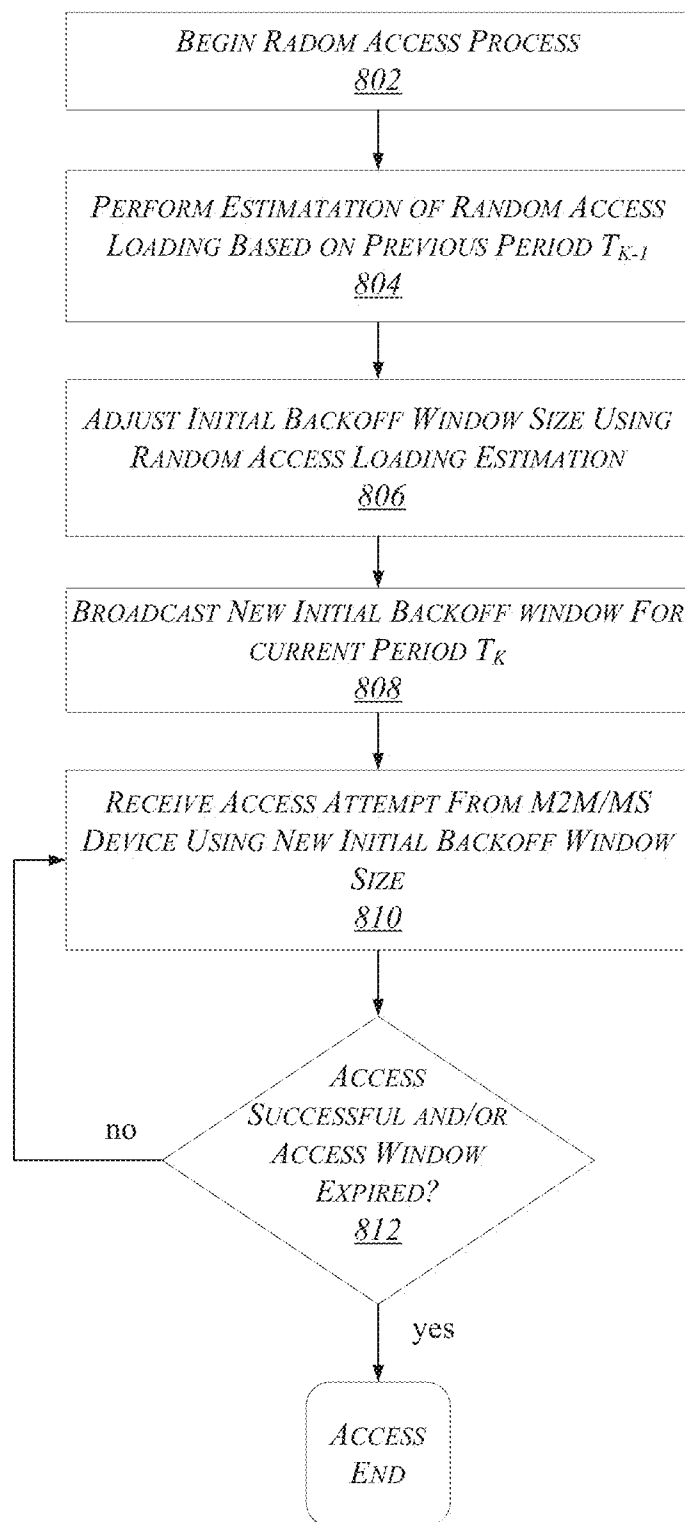 BEGIN RADOM ACCESS PROCESS
802
PERFORM ESTIMATATION OF RANDOM ACCESS
LOADING BASED ON PREVIOUS PERIOD TK-1
804
ADJUST INITIAL BACKOFF WINDOW SIZE USING
RANDOM ACCESS LOADING ESTIMATION
806
BROADCAST NEW INITIAL BACKOFF WINDOW FOR
CURRENT PERIOD TK
808
RECEIVE ACCESS ATTEMPT FROM M2M/MS
DEVICE USING NEW INITIAL BACKOFF WINDOW
SIZE
810
ACCESS
SUCCESSFUL AND/OR
ACCESS WINDOW
EXPIRED?
812
no
yes
ACCESS
END